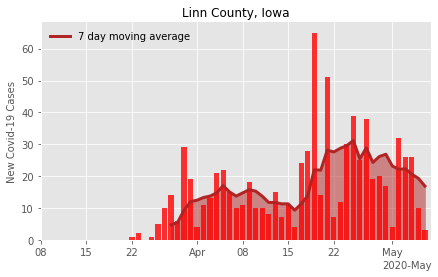 Linn County, Iowa
7 day moving average
New Covid-19 Cases
60
50
40
30
20
10
0
08 15 22 Apr 08 15 22 May
2020-May